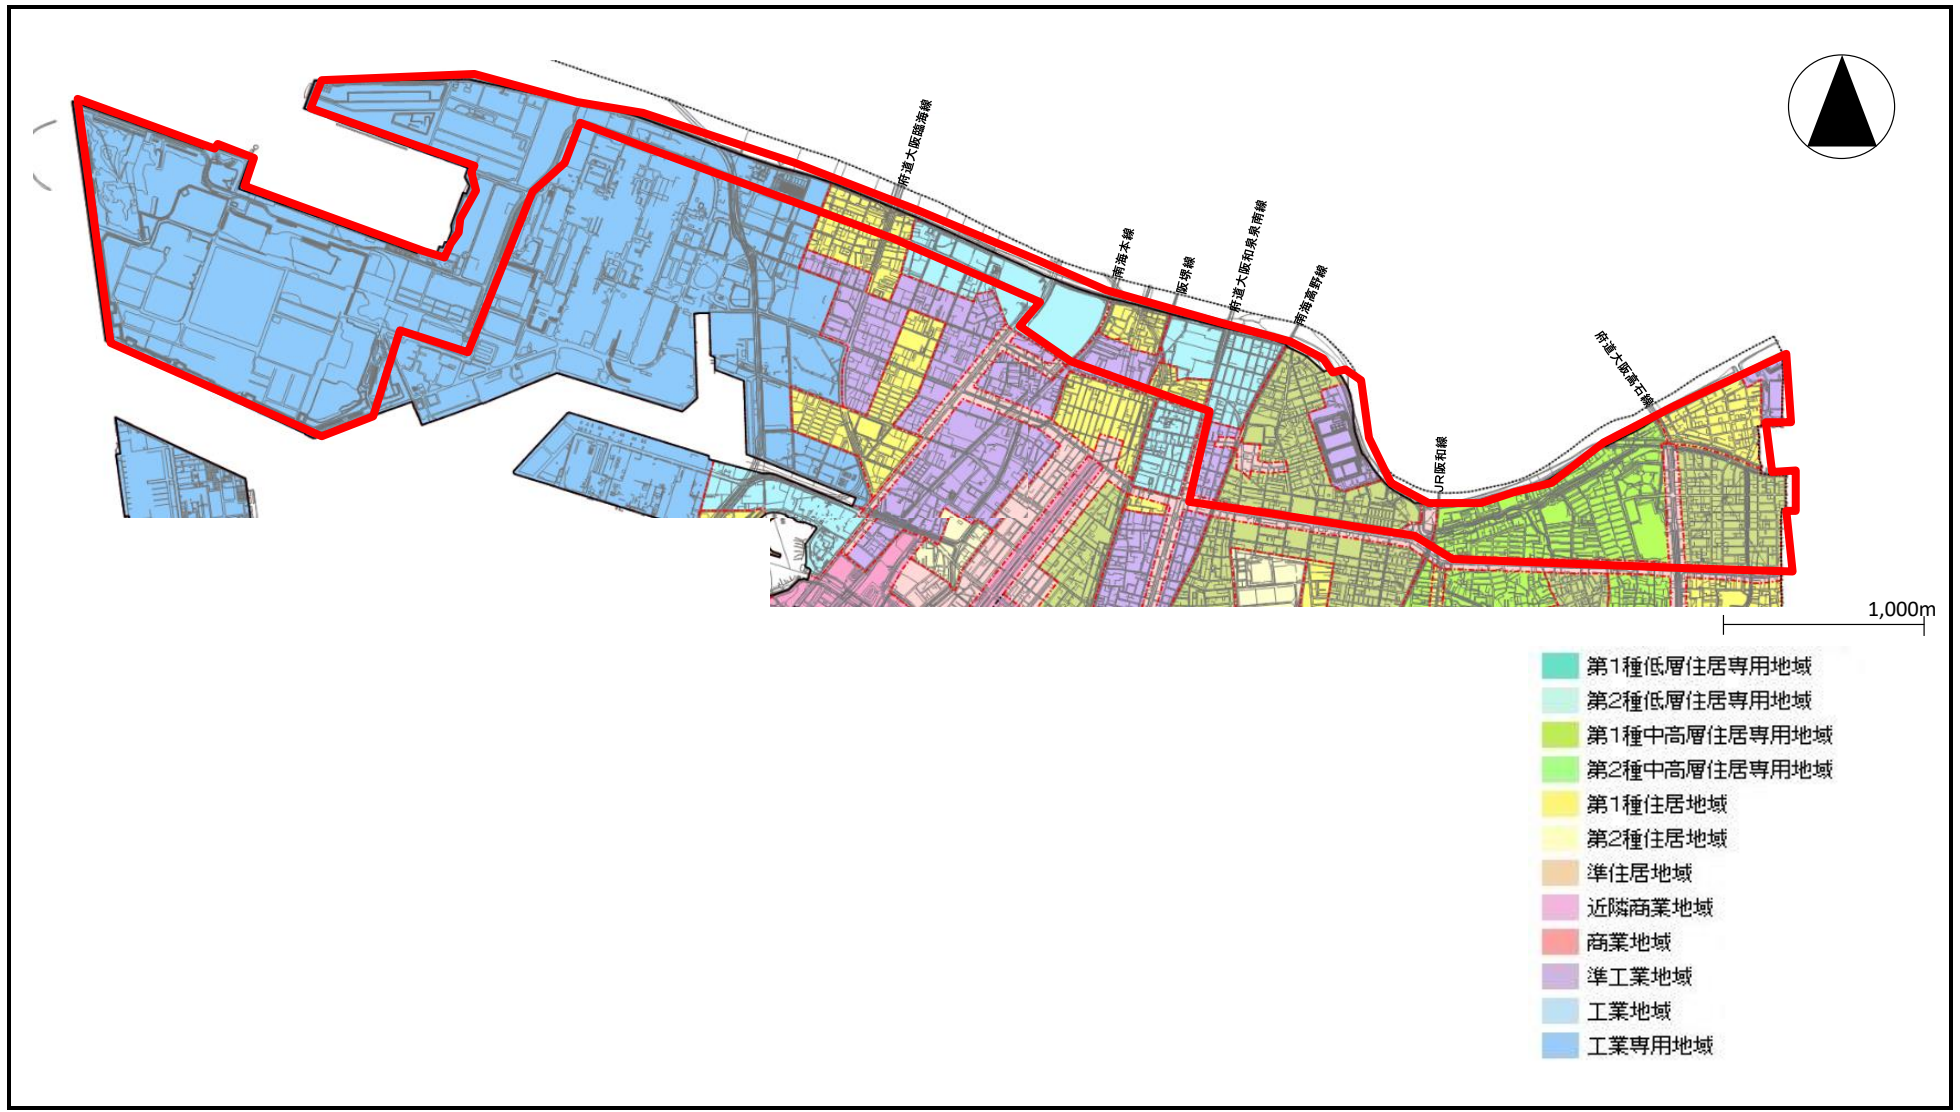 府道大阪臨海線
南海本線
阪堺線
府道大阪和泉泉南線
南海高野線
府道大阪高石線
JR阪和線
1,000m
第1種低層住居専用地域
第2種低層住居専用地域
第1種中高層住居専用地域
第2種中高層住居専用地域
第1種住居地域
第2種住居地域
準住居地域
近隣商業地域
商業地域
準工業地域
工業地域
工業専用地域